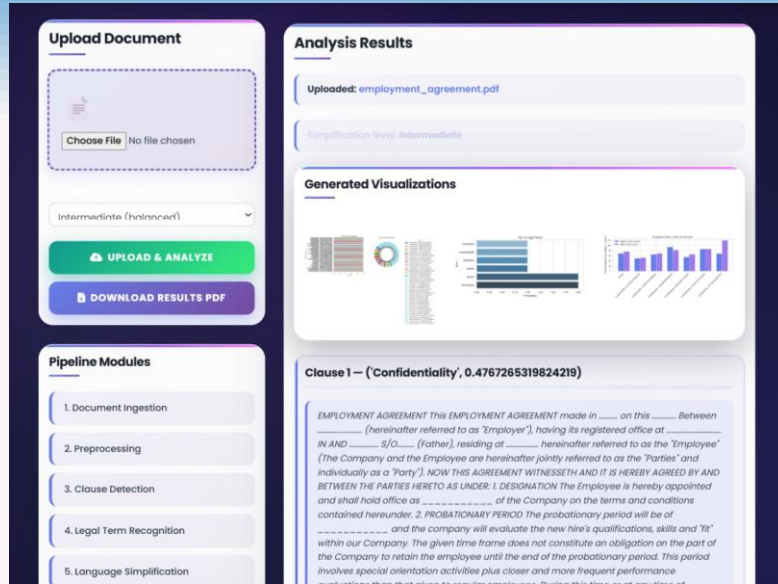 Upload Document
Choose File No file chosen
Intermediate (balanced)
UPLOAD & ANALYZE
DOWNLOAD RESULTS PDF
Pipeline Modules
1. Document Ingestion
2. Preprocessing
3. Clause Detection
4. Legal Term Recognition
5. Language Simplification
Analysis Results
Uploaded: employment_agreement.pdf
Simplification level: Intermediate
Generated Visualizations
Clause 1 — ('Confidentiality', 0.4767265319824219)
EMPLOYMENT AGREEMENT This EMPLOYMENT AGREEMENT made in ........... on this ............. Between
........................ (hereinafter referred to as "Employer"), having its registered office at ........................
IN AND ............... S/O......... (Father), residing at ................ hereinafter referred to as the "Employee"
(The Company and the Employee are hereinafter jointly referred to as the "Parties" and
individually as a "Party"). NOW THIS AGREEMENT WITNESSETH AND IT IS HEREBY AGREED BY AND
BETWEEN THE PARTIES HERETO AS UNDER: 1. DESIGNATION The Employee is hereby appointed
and shall hold office as ___________ of the Company on the terms and conditions
contained hereunder. 2. PROBATIONARY PERIOD The probationary period will be of
___________ and the company will evaluate the new hire's qualifications, skills and "fit"
within our Company. The given time frame does not constitute an obligation on the part of
the Company to retain the employee until the end of the probationary period. This period
involves special orientation activities plus closer and more frequent performance